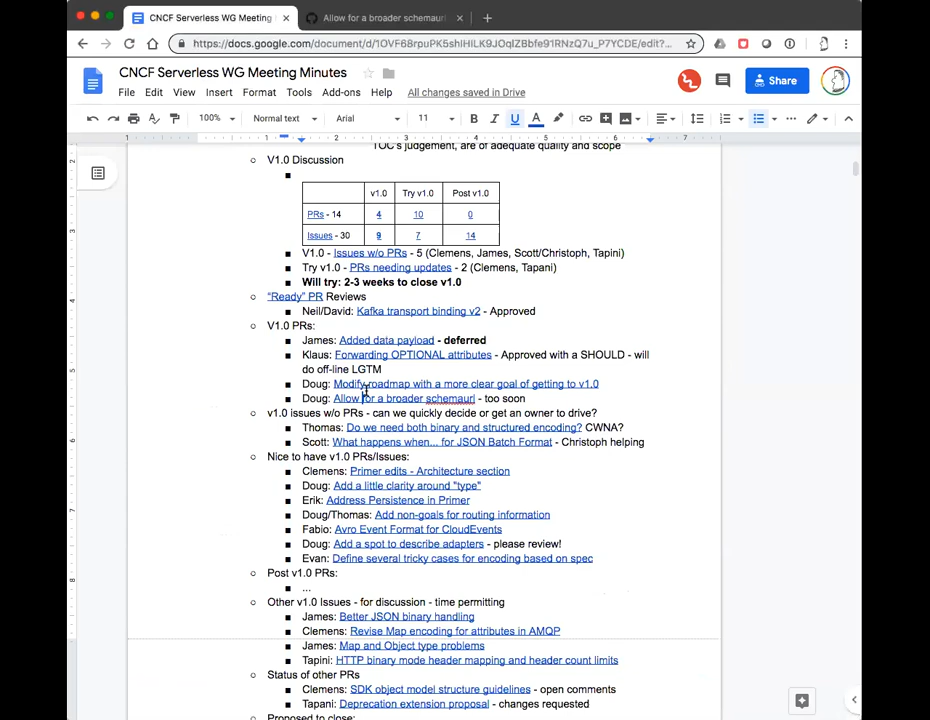 CNCF Serverless WG Meeting
Allow for a broader schemaurl
https://docs.google.com/document/d/1OVF68rpuPK5shIHiLK9JOqlZBbfe91RNzQ7u_P7YCDE/edit?...
CNCF Serverless WG Meeting Minutes
File Edit View Insert Format Tools Add-ons Help All changes saved in Drive
Share
100% Normal text Arial 11
1 1 2 3 4 5 6 7
TOC's judgement, are of adequate quality and scope
V1.0 Discussion
v1.0 Try v1.0 Post v1.0
PRs - 14 4 10 0
Issues - 30 9 7 14
V1.0 - Issues w/o PRs - 5 (Clemens, James, Scott/Christoph, Tapini)
Try v1.0 - PRs needing updates - 2 (Clemens, Tapani)
Will try: 2-3 weeks to close v1.0
"Ready" PR Reviews
Neil/David: Kafka transport binding v2 - Approved
V1.0 PRs:
James: Added data payload - deferred
Klaus: Forwarding OPTIONAL attributes - Approved with a SHOULD - will
do off-line LGTM
Doug: Modify roadmap with a more clear goal of getting to v1.0
Doug: Allow for a broader schemaurl - too soon
v1.0 issues w/o PRs - can we quickly decide or get an owner to drive?
Thomas: Do we need both binary and structured encoding? CWNA?
Scott: What happens when... for JSON Batch Format - Christoph helping
Nice to have v1.0 PRs/Issues:
Clemens: Primer edits - Architecture section
Doug: Add a little clarity around "type"
Erik: Address Persistence in Primer
Doug/Thomas: Add non-goals for routing information
Fabio: Avro Event Format for CloudEvents
Doug: Add a spot to describe adapters - please review!
Evan: Define several tricky cases for encoding based on spec
Post v1.0 PRs:
...
Other v1.0 Issues - for discussion - time permitting
James: Better JSON binary handling
Clemens: Revise Map encoding for attributes in AMQP
James: Map and Object type problems
Tapini: HTTP binary mode header mapping and header count limits
Status of other PRs
Clemens: SDK object model structure guidelines - open comments
Tapani: Deprecation extension proposal - changes requested
Proposed to close: